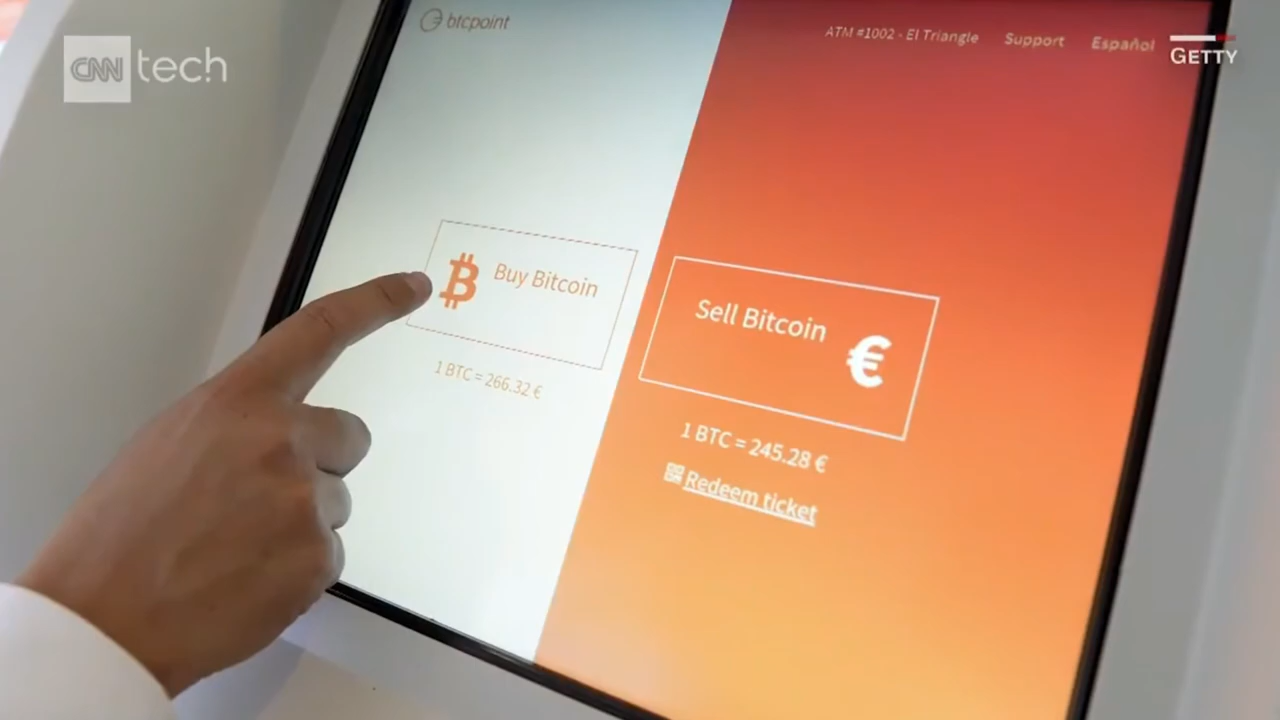 CNN tech
btcpoint
ATM #1002 - El Triangle Support Español
GETTY
Buy Bitcoin
1 BTC = 266.32 €
Sell Bitcoin
€
1 BTC = 245.28 €
Redeem ticket